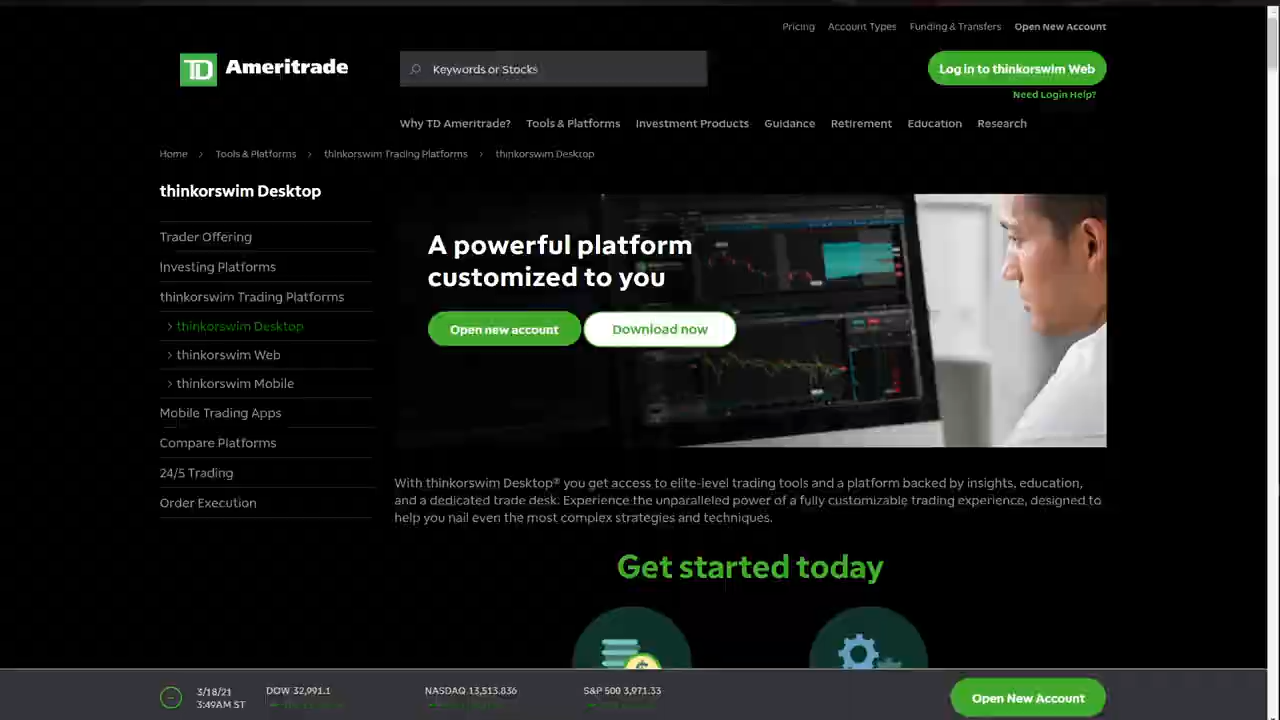 Pricing Account Types Funding & Transfers Open New Account
TD Ameritrade
Keywords or Stocks
Log in to thinkorswim Web
Need Login Help?
Why TD Ameritrade? Tools & Platforms Investment Products Guidance Retirement Education Research
Home > Tools & Platforms > thinkorswim Trading Platforms > thinkorswim Desktop
thinkorswim Desktop
Trader Offering
Investing Platforms
thinkorswim Trading Platforms
> thinkorswim Desktop
> thinkorswim Web
> thinkorswim Mobile
Mobile Trading Apps
Compare Platforms
24/5 Trading
Order Execution
A powerful platform
customized to you
Open new account
Download now
With thinkorswim Desktop® you get access to elite-level trading tools and a platform backed by insights, education,
and a dedicated trade desk. Experience the unparalleled power of a fully customizable trading experience, designed to
help you nail even the most complex strategies and techniques.
Get started today
3/18/21
3:49AM ST
DOW 32,991.1
NASDAQ 13,513.836
S&P 500 3,971.33
Open New Account